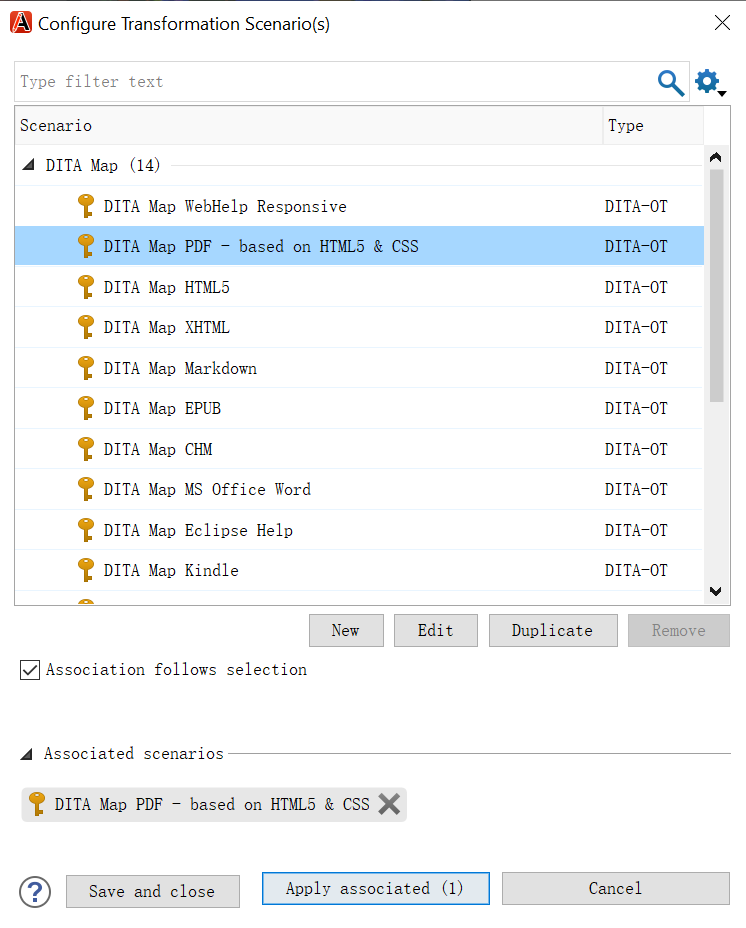 Configure Transformation Scenario(s)
Type filter text
Scenario Type
DITA Map (14)
DITA Map WebHelp Responsive DITA-OT
DITA Map PDF - based on HTML5 & CSS DITA-OT
DITA Map HTML5 DITA-OT
DITA Map XHTML DITA-OT
DITA Map Markdown DITA-OT
DITA Map EPUB DITA-OT
DITA Map CHM DITA-OT
DITA Map MS Office Word DITA-OT
DITA Map Eclipse Help DITA-OT
DITA Map Kindle DITA-OT
New Edit Duplicate Remove
Association follows selection
Associated scenarios
DITA Map PDF - based on HTML5 & CSS
? Save and close Apply associated (1) Cancel